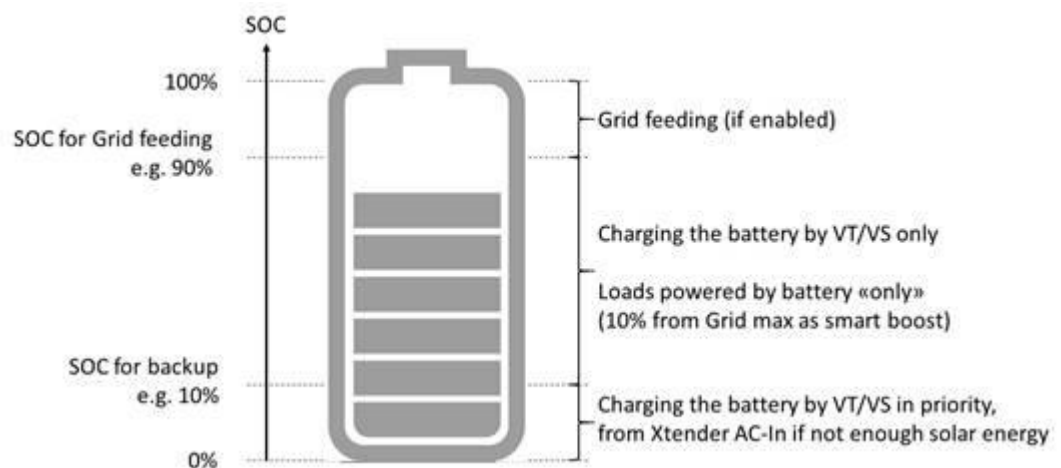 SOC
100%
SOC for Grid feeding
e.g. 90%
SOC for backup
e.g. 10%
0%
Grid feeding (if enabled)
Charging the battery by VT/VS only
Loads powered by battery «only»
(10% from Grid max as smart boost)
Charging the battery by VT/VS in priority,
from Xtender AC-In if not enough solar energy